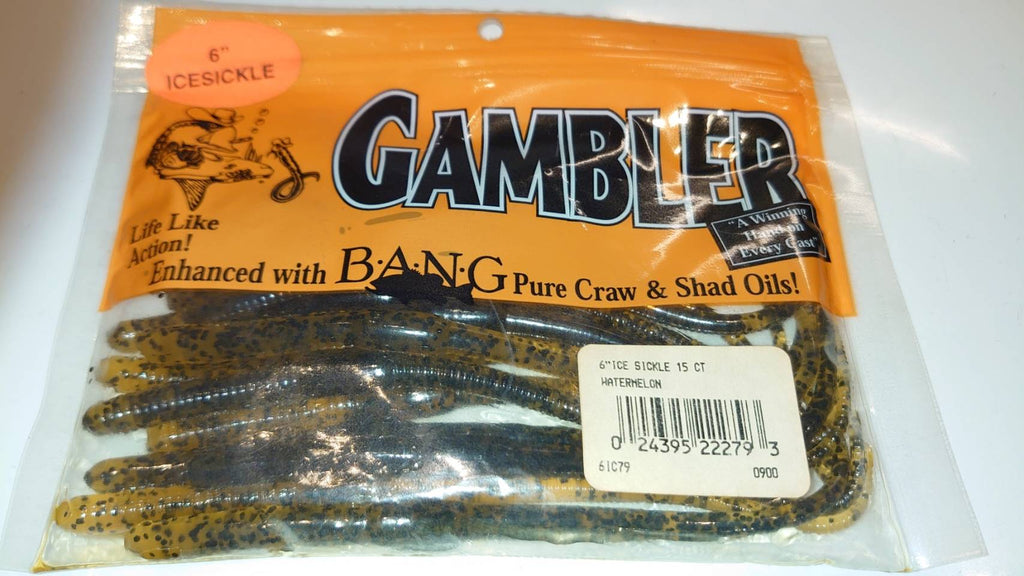 6"
ICESICKLE
GAMBLER
"A Winning
Hand on
Every Cast"
Life Like
Action!
Enhanced with B·A·N·G Pure Craw & Shad Oils!
6"ICE SICKLE 15 CT
WATERMELON
0 24395 22279 3
6IC79 0900